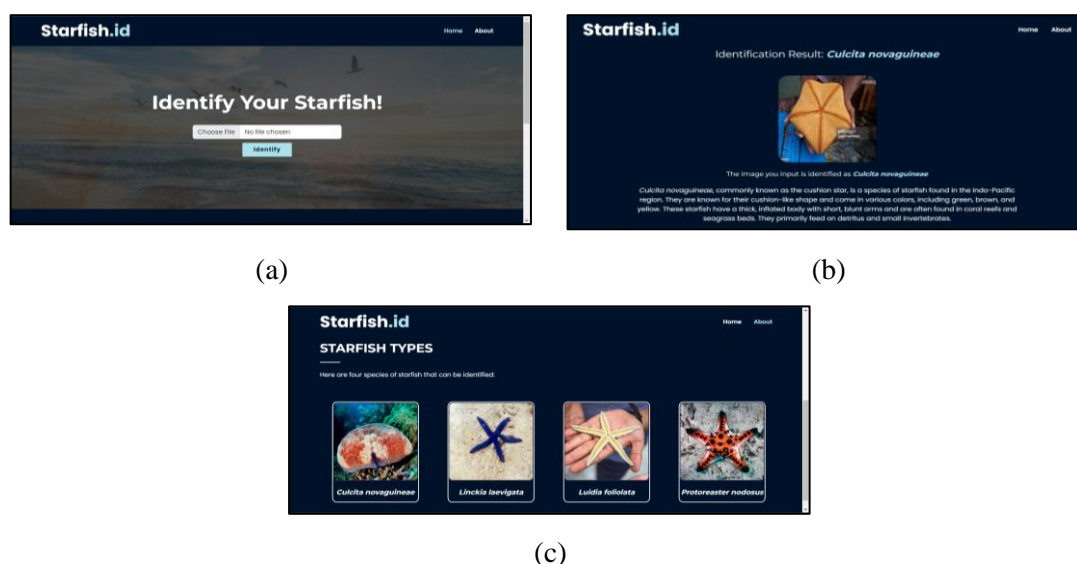 Starfish.id
Home About
Identify Your Starfish!
Choose File No file chosen
Identify
(a)
Starfish.id
Home About
Identification Result: Culcita novaguineae
The image you input is identified as Culcita novaguineae
Culcita novaguineae, commonly known as the cushion star, is a species of starfish found in the Indo-Pacific
region. They are known for their cushion-like shape and come in various colors, including green, brown, and
yellow. These starfish have a thick, inflated body with short, blunt arms and are often found in coral reefs and
seagrass beds. They primarily feed on detritus and small invertebrates.
(b)
Starfish.id
Home About
STARFISH TYPES
Here are four species of starfish that can be identified:
Culcita novaguineae
Linckia laevigata
Luidia foliolata
Protoreaster nodosus
(c)